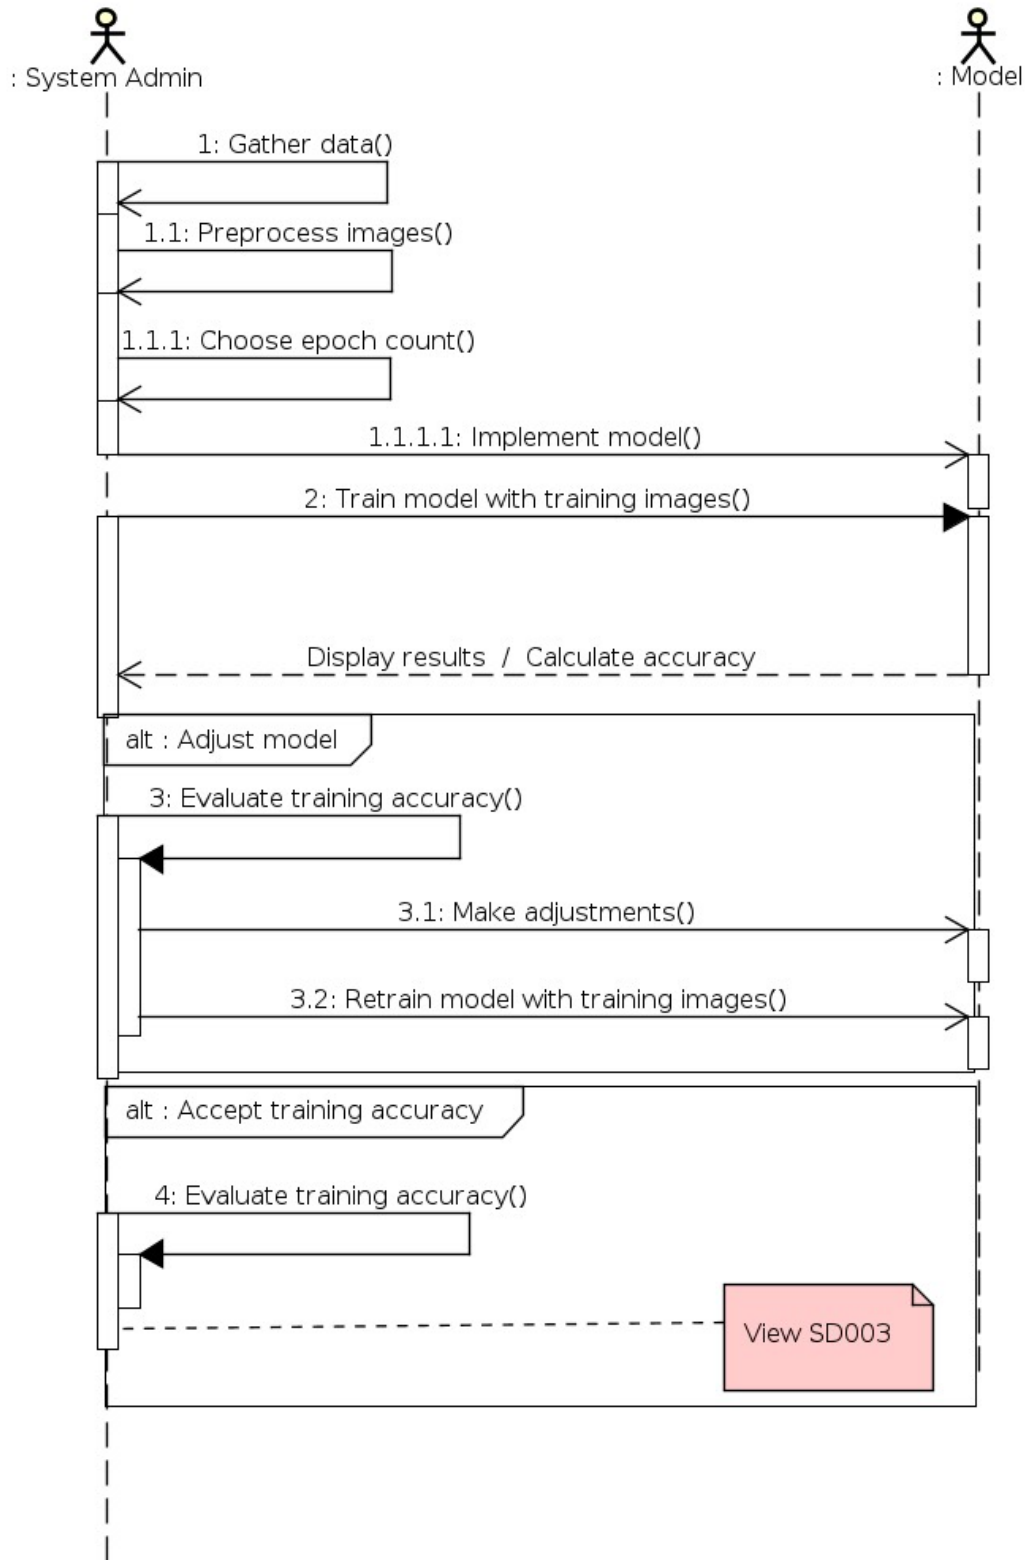 : System Admin
: Model
1: Gather data()
1.1: Preprocess images()
1.1.1: Choose epoch count()
1.1.1.1: Implement model()
2: Train model with training images()
Display results / Calculate accuracy
alt : Adjust model
3: Evaluate training accuracy()
3.1: Make adjustments()
3.2: Retrain model with training images()
alt : Accept training accuracy
4: Evaluate training accuracy()
View SD003